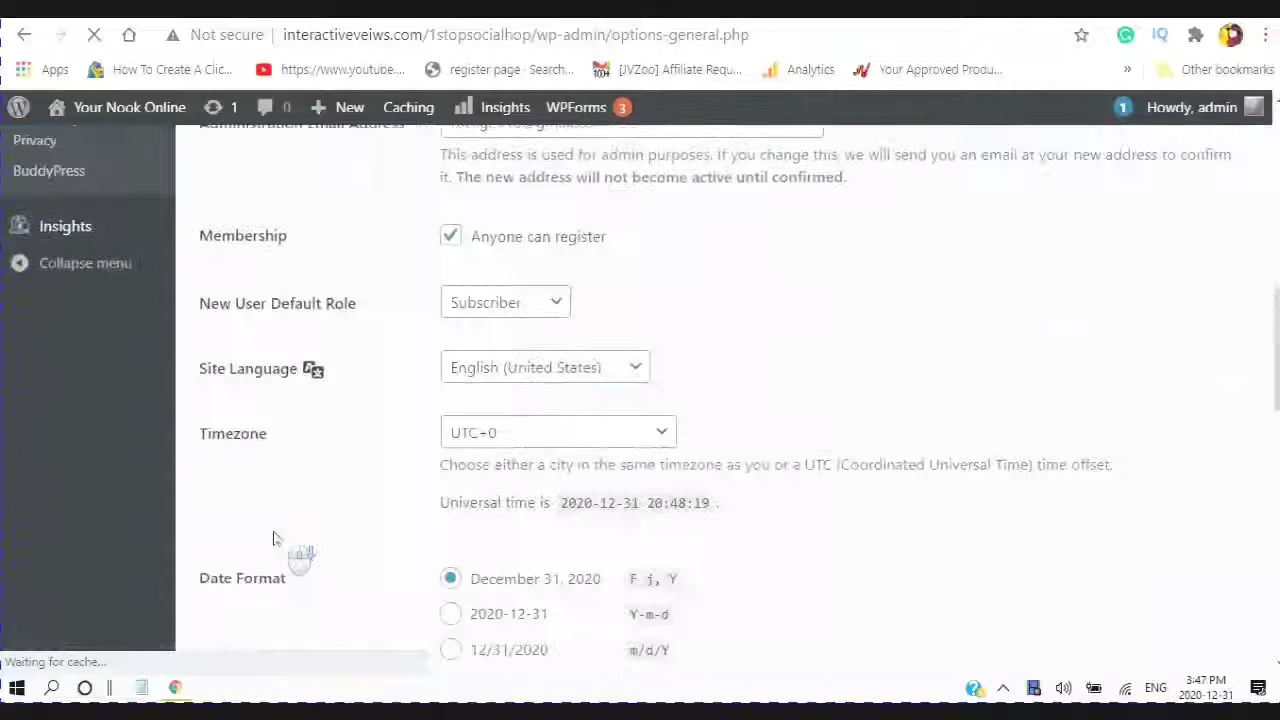 Not secure interactiveveiws.com/1stopsocialhop/wp-admin/options-general.php
Apps How To Create A Clic... https://www.youtube.... register page - Search... [JVZoo] Affiliate Requ... Analytics Your Approved Produ... » Other bookmarks
Your Nook Online 1 0 New Caching Insights WPForms 3 1 Howdy, admin
Administration Email Address
Privacy
This address is used for admin purposes. If you change this, we will send you an email at your new address to confirm
BuddyPress
it. The new address will not become active until confirmed.
Insights
Membership Anyone can register
Collapse menu
New User Default Role Subscriber
Site Language English (United States)
Timezone UTC+0
Choose either a city in the same timezone as you or a UTC (Coordinated Universal Time) time offset.
Universal time is 2020-12-31 20:48:19 .
Date Format December 31, 2020 F j, Y
2020-12-31 Y-m-d
12/31/2020 m/d/Y
Waiting for cache...
ENG 3:47 PM
2020-12-31